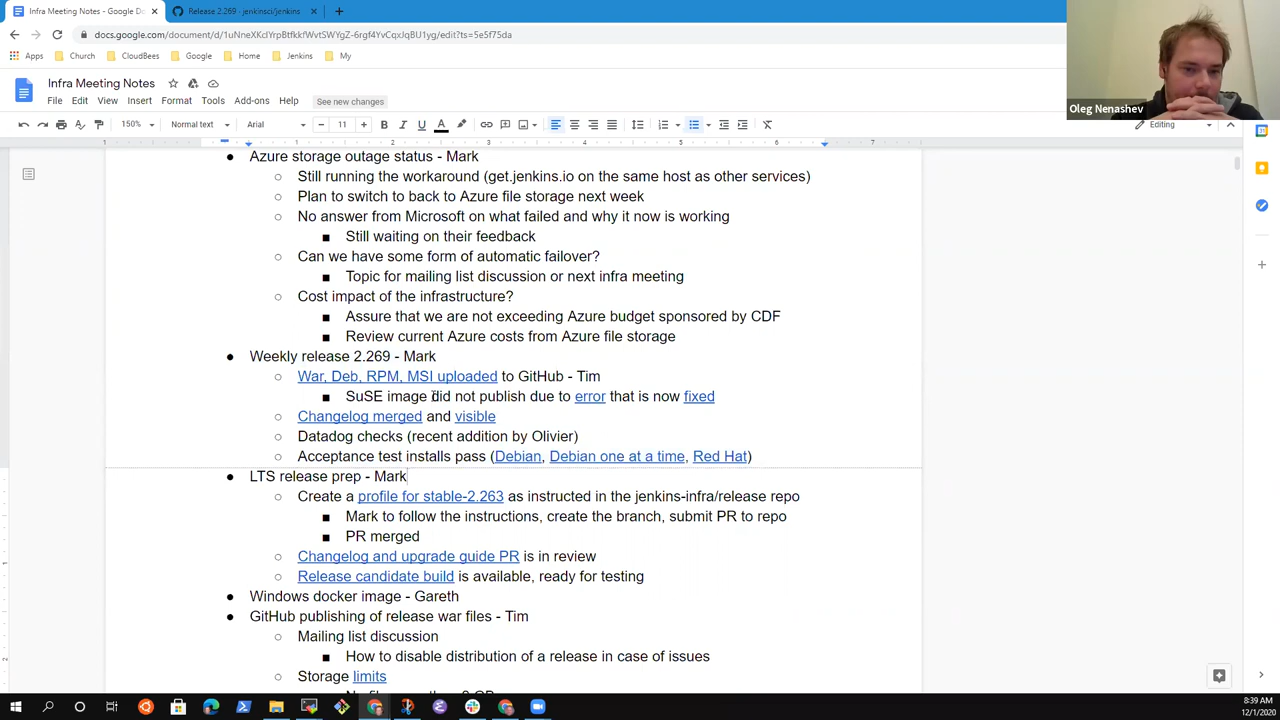 Infra Meeting Notes - Google Do
Release 2.269 · jenkinsci/jenkins
docs.google.com/document/d/1uNneXKcIYrpBtfkkfWvtSWYgZ-6rgf4YvCqxJqBU1yg/edit?ts=5e5f75da
Apps Church CloudBees Google Home Jenkins My
Infra Meeting Notes
File Edit View Insert Format Tools Add-ons Help See new changes
150% Normal text Arial 11 Editing
Oleg Nenashev
1 1 2 3 4 5 6 7
Azure storage outage status - Mark
Still running the workaround (get.jenkins.io on the same host as other services)
Plan to switch to back to Azure file storage next week
No answer from Microsoft on what failed and why it now is working
Still waiting on their feedback
Can we have some form of automatic failover?
Topic for mailing list discussion or next infra meeting
Cost impact of the infrastructure?
Assure that we are not exceeding Azure budget sponsored by CDF
Review current Azure costs from Azure file storage
Weekly release 2.269 - Mark
War, Deb, RPM, MSI uploaded to GitHub - Tim
SuSE image did not publish due to error that is now fixed
Changelog merged and visible
Datadog checks (recent addition by Olivier)
Acceptance test installs pass (Debian, Debian one at a time, Red Hat)
LTS release prep - Mark
Create a profile for stable-2.263 as instructed in the jenkins-infra/release repo
Mark to follow the instructions, create the branch, submit PR to repo
PR merged
Changelog and upgrade guide PR is in review
Release candidate build is available, ready for testing
Windows docker image - Gareth
GitHub publishing of release war files - Tim
Mailing list discussion
How to disable distribution of a release in case of issues
Storage limits
8:39 AM
12/1/2020